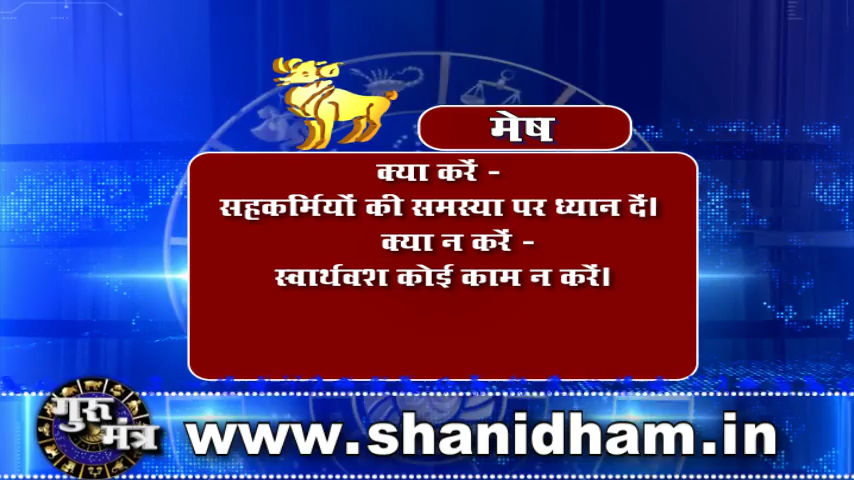 मेष
क्या करें -
सहकर्मियों की समस्या पर ध्यान दें।
क्या न करें -
स्वार्थवश कोई काम न करें।
गुरु
मंत्र
www.shanidham.in